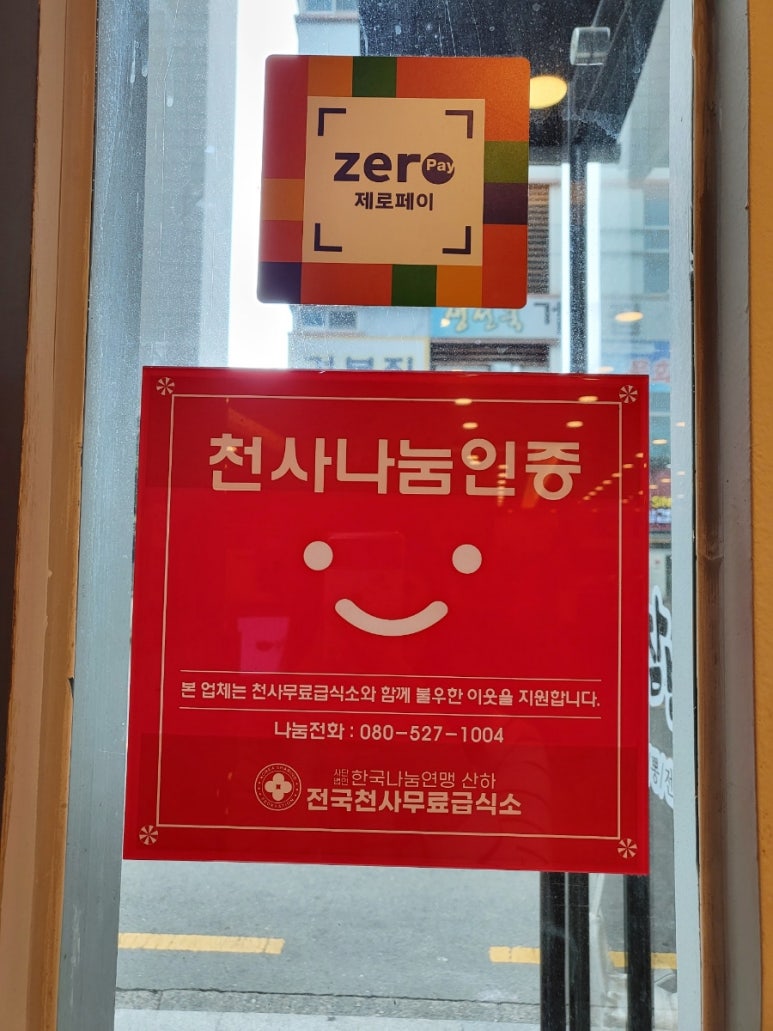 zero Pay
제로페이
천사나눔인증
본 업체는 천사무료급식소와 함께 불우한 이웃을 지원합니다.
나눔전화 : 080-527-1004
사단법인 한국나눔연맹 산하
전국천사무료급식소